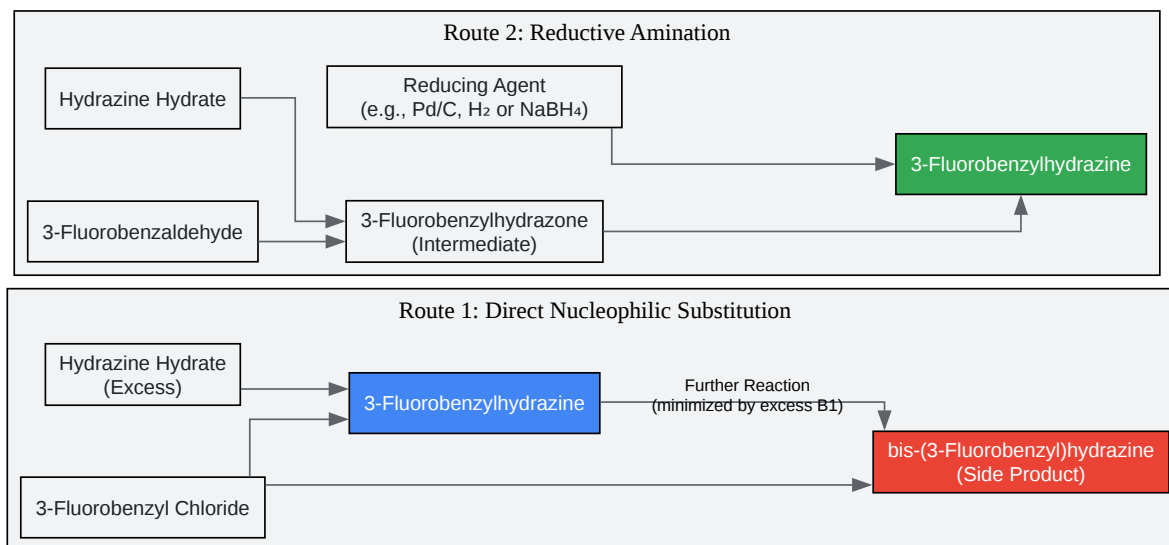 Route 2: Reductive Amination
Hydrazine Hydrate
Reducing Agent
(e.g., Pd/C, H₂ or NaBH₄)
3-Fluorobenzylhydrazine
3-Fluorobenzaldehyde
3-Fluorobenzylhydrazone
(Intermediate)
Route 1: Direct Nucleophilic Substitution
Hydrazine Hydrate
(Excess)
3-Fluorobenzylhydrazine
Further Reaction
(minimized by excess B1)
bis-(3-Fluorobenzyl)hydrazine
(Side Product)
3-Fluorobenzyl Chloride